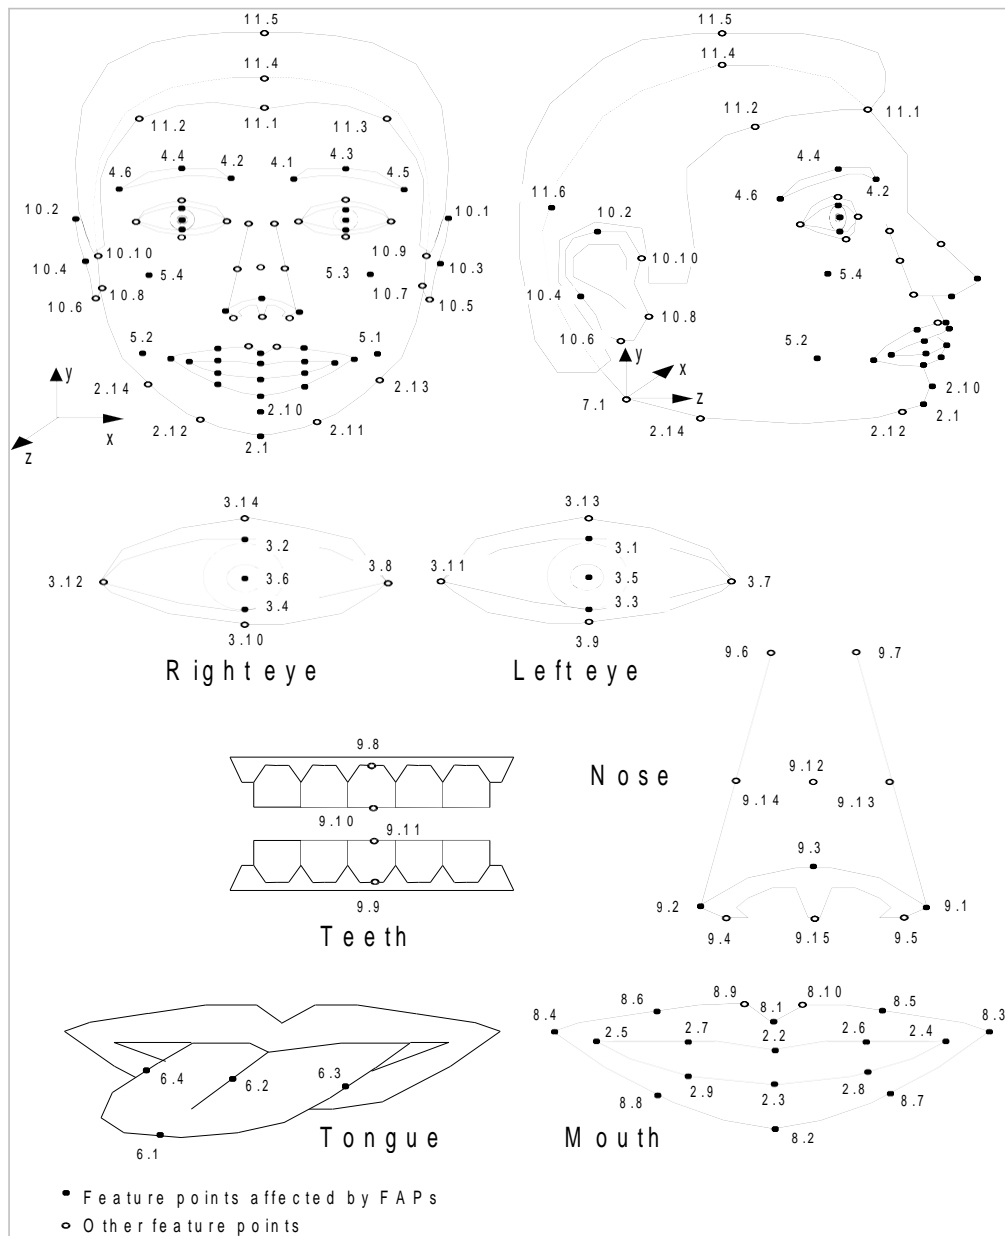 11.5 11.5
11.4 11.4
11.2 11.1 11.3 11.2 11.1
4.4 4.2 4.1 4.3 4.4
4.6 4.5 4.6 4.2
11.6
10.2 10.1 10.2
10.10 10.9 10.10
10.4 5.4 5.3 10.3 5.4
10.8 10.7 10.4
10.6 10.5 10.8
10.6
5.2 5.1 5.2
y y
x
2.14 2.13 z 2.10
2.10 7.1 2.1
2.12 2.11 2.14 2.12
x 2.1
z
3.14 3.13
3.2 3.1
3.12 3.6 3.8 3.11 3.5 3.7
3.4 3.3
3.10 3.9
Right eye Left eye
9.6 9.7
9.8
Nose 9.12
9.14 9.13
9.10 9.11
9.3
9.9 9.2 9.1
Teeth 9.4 9.15 9.5
8.9 8.10
8.6 8.1 8.5
8.4 8.3
2.5 2.7 2.2 2.6 2.4
6.4 6.2 6.3
2.9 2.3 2.8
8.8 8.7
Tongue Mouth 8.2
6.1
Feature points affected by FAPs
Other feature points